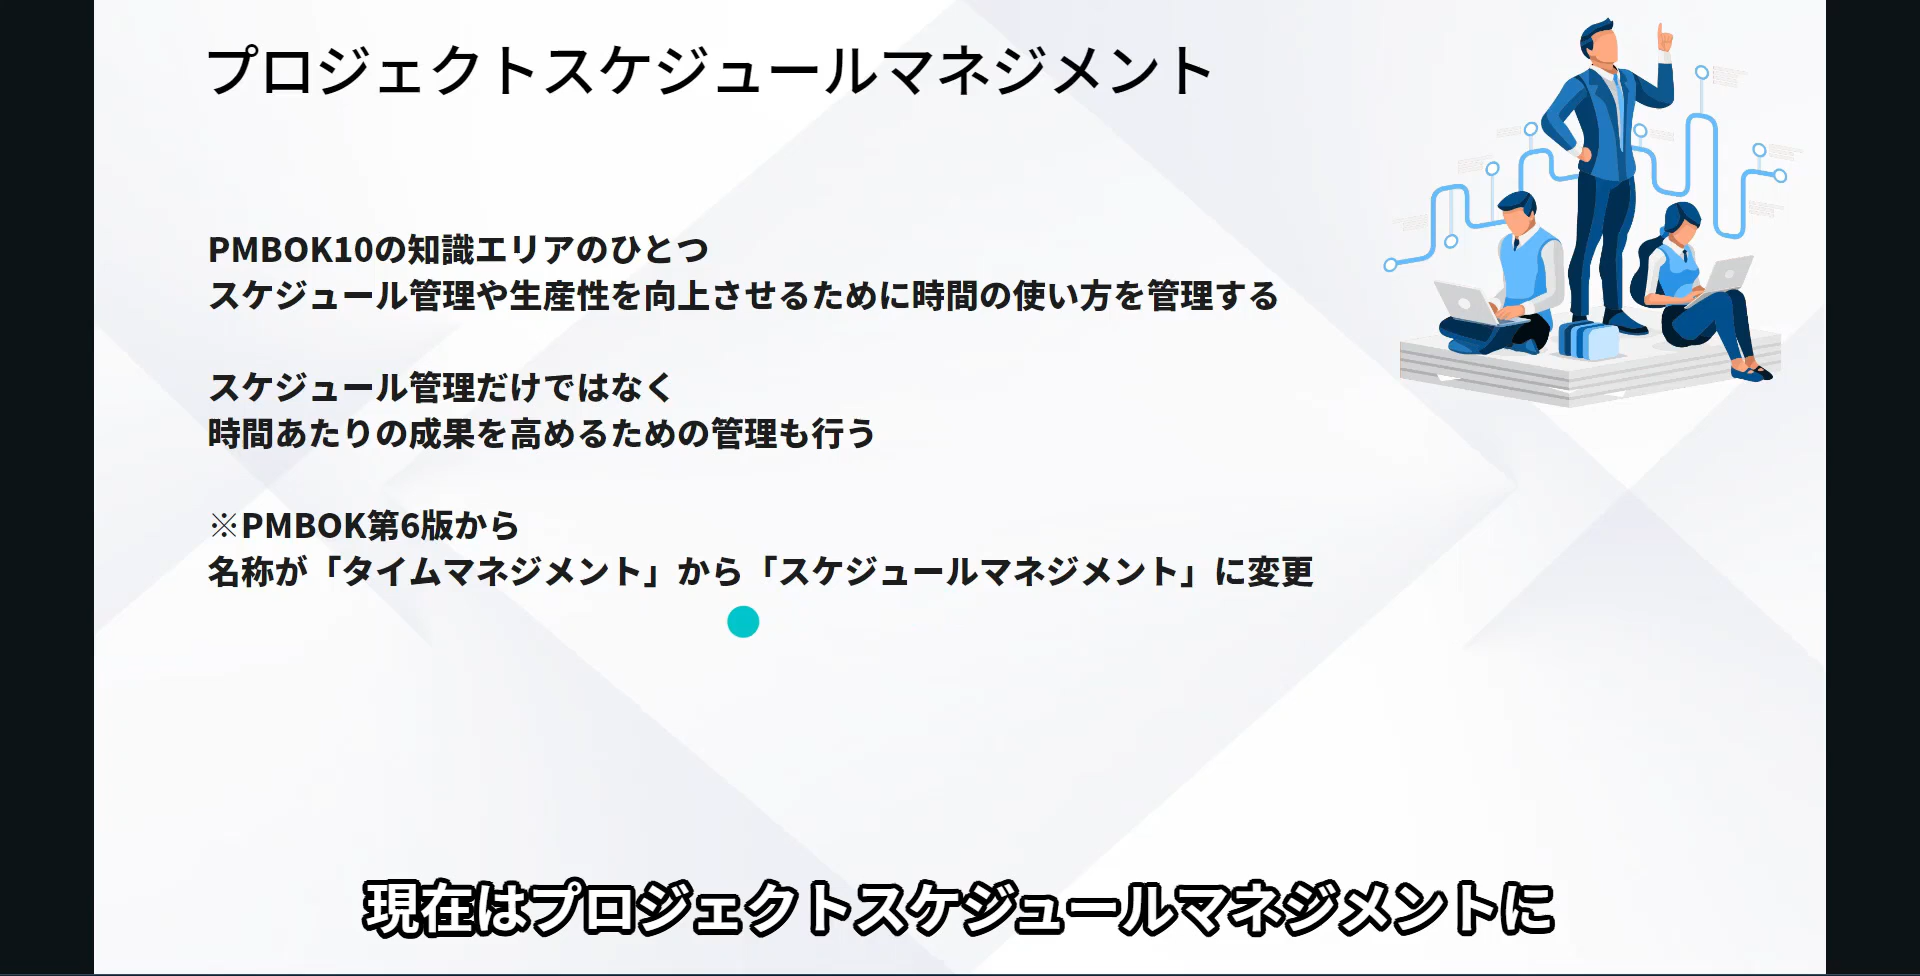 プロジェクトスケジュールマネジメント
PMBOK10の知識エリアのひとつ
スケジュール管理や生産性を向上させるために時間の使い方を管理する
スケジュール管理だけではなく
時間あたりの成果を高めるための管理も行う
※PMBOK第6版から
名称が「タイムマネジメント」から「スケジュールマネジメント」に変更
現在はプロジェクトスケジュールマネジメントに